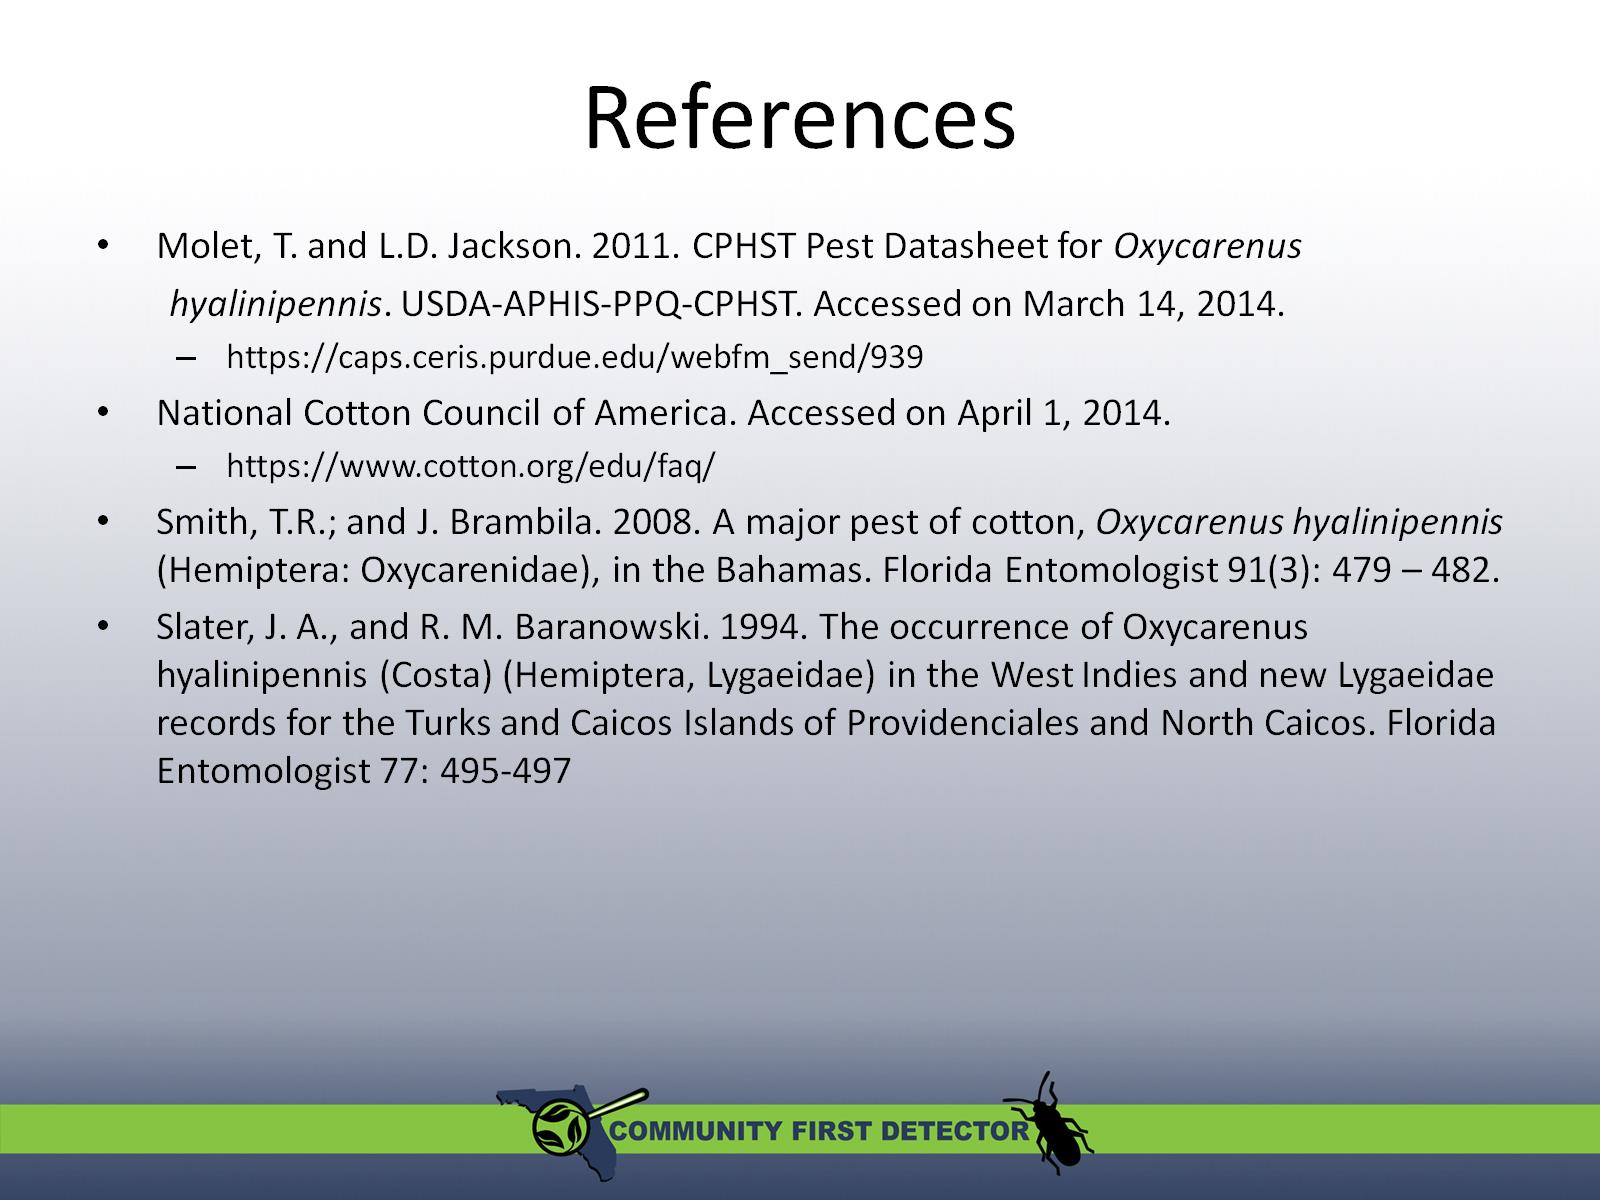 References
• Molet, T. and L.D. Jackson. 2011. CPHST Pest Datasheet for Oxycarenus
hyalinipennis. USDA-APHIS-PPQ-CPHST. Accessed on March 14, 2014.
– https://caps.ceris.purdue.edu/webfm_send/939
• National Cotton Council of America. Accessed on April 1, 2014.
– https://www.cotton.org/edu/faq/
• Smith, T.R.; and J. Brambila. 2008. A major pest of cotton, Oxycarenus hyalinipennis
(Hemiptera: Oxycarenidae), in the Bahamas. Florida Entomologist 91(3): 479 – 482.
• Slater, J. A., and R. M. Baranowski. 1994. The occurrence of Oxycarenus
hyalinipennis (Costa) (Hemiptera, Lygaeidae) in the West Indies and new Lygaeidae
records for the Turks and Caicos Islands of Providenciales and North Caicos. Florida
Entomologist 77: 495-497
COMMUNITY FIRST DETECTOR